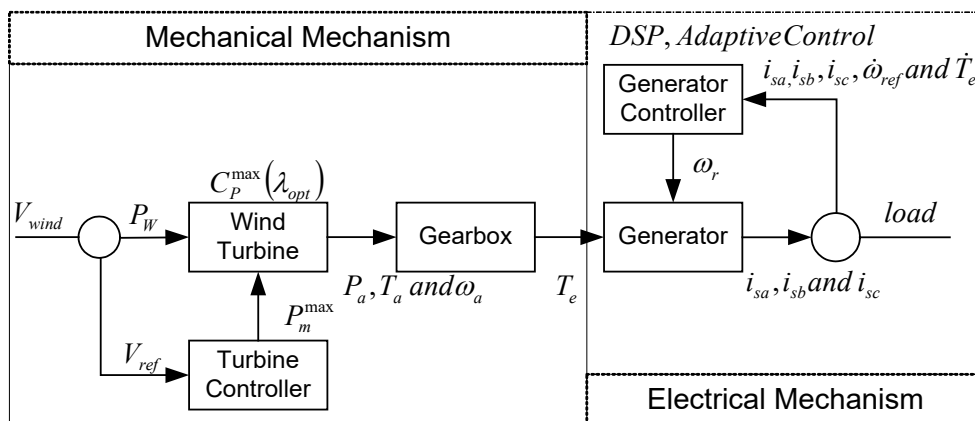 Mechanical Mechanism
DSP, AdaptiveControl
i_sa, i_sb, i_sc, ω̇_ref and Ṫ_e
Generator
Controller
ω_r
C_P^max(λ_opt)
V_wind
P_W
Wind
Turbine
Gearbox
Generator
load
P_a, T_a and ω_a
T_e
i_sa, i_sb and i_sc
P_m^max
V_ref
Turbine
Controller
Electrical Mechanism